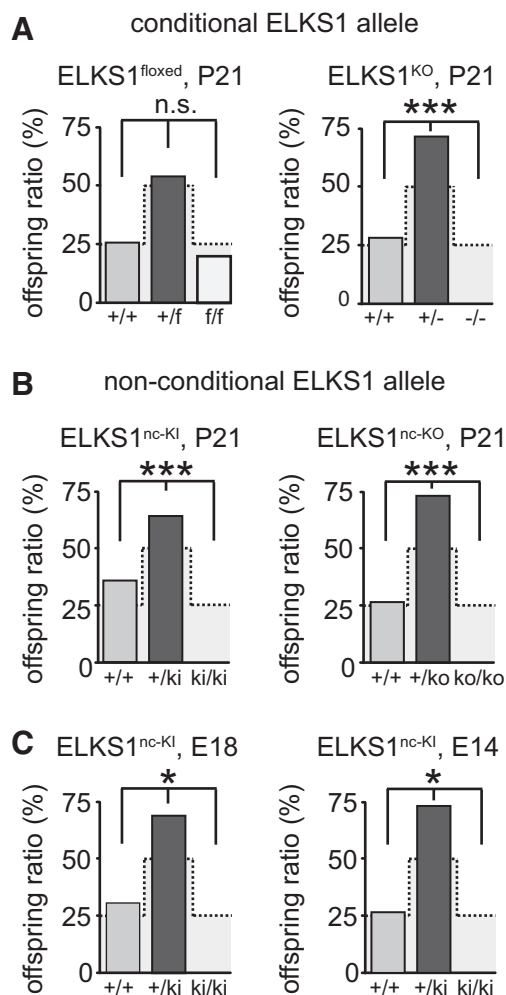 A conditional ELKS1 allele
ELKS1floxed, P21
n.s.
offspring ratio (%)
75
50
25
0
+/+ +/f f/f
ELKS1KO, P21
***
offspring ratio (%)
75
50
25
0
+/+ +/- -/-
B non-conditional ELKS1 allele
ELKS1nc-KI, P21
***
offspring ratio (%)
75
50
25
0
+/+ +/ki ki/ki
ELKS1nc-KO, P21
***
offspring ratio (%)
75
50
25
0
+/+ +/ko ko/ko
C ELKS1nc-KI, E18
*
offspring ratio (%)
75
50
25
0
+/+ +/ki ki/ki
ELKS1nc-KI, E14
*
offspring ratio (%)
75
50
25
0
+/+ +/ki ki/ki